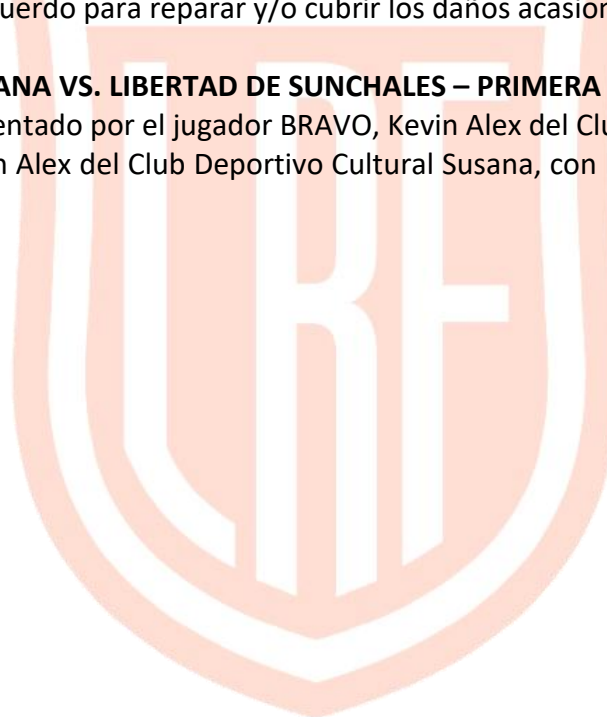 uerdo para reparar y/o cubrir los daños acasion
ANA VS. LIBERTAD DE SUNCHALES – PRIMERA
entado por el jugador BRAVO, Kevin Alex del Clu
n Alex del Club Deportivo Cultural Susana, con
LRF